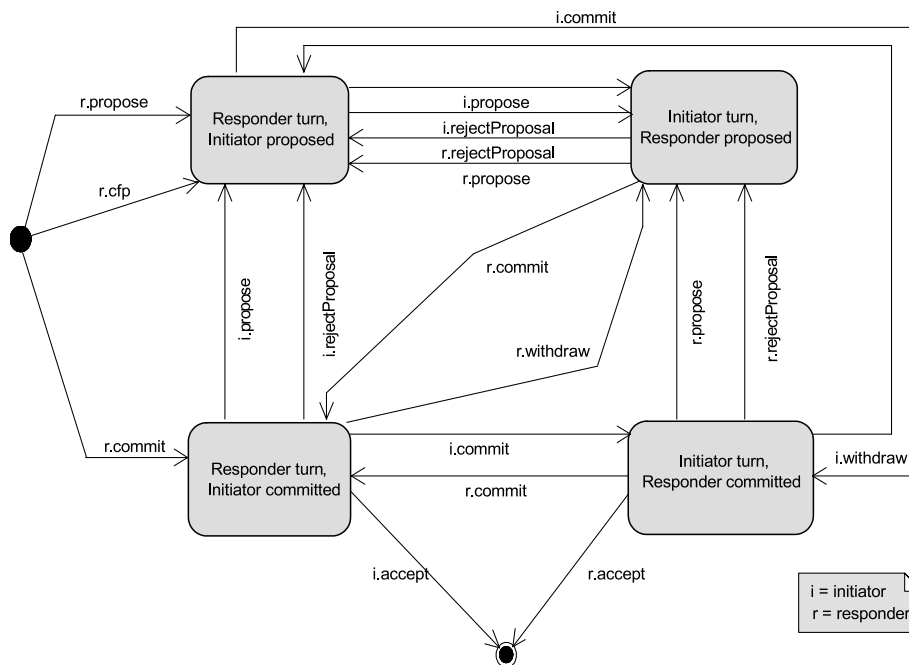 i.commit
r.propose
Responder turn,
Initiator proposed
i.propose
i.rejectProposal
r.rejectProposal
r.propose
Initiator turn,
Responder proposed
r.cfp
r.commit
i.propose
i.rejectProposal
r.withdraw
r.propose
r.rejectProposal
r.commit
Responder turn,
Initiator committed
i.commit
r.commit
Initiator turn,
Responder committed
i.withdraw
i.accept
r.accept
i = initiator
r = responder